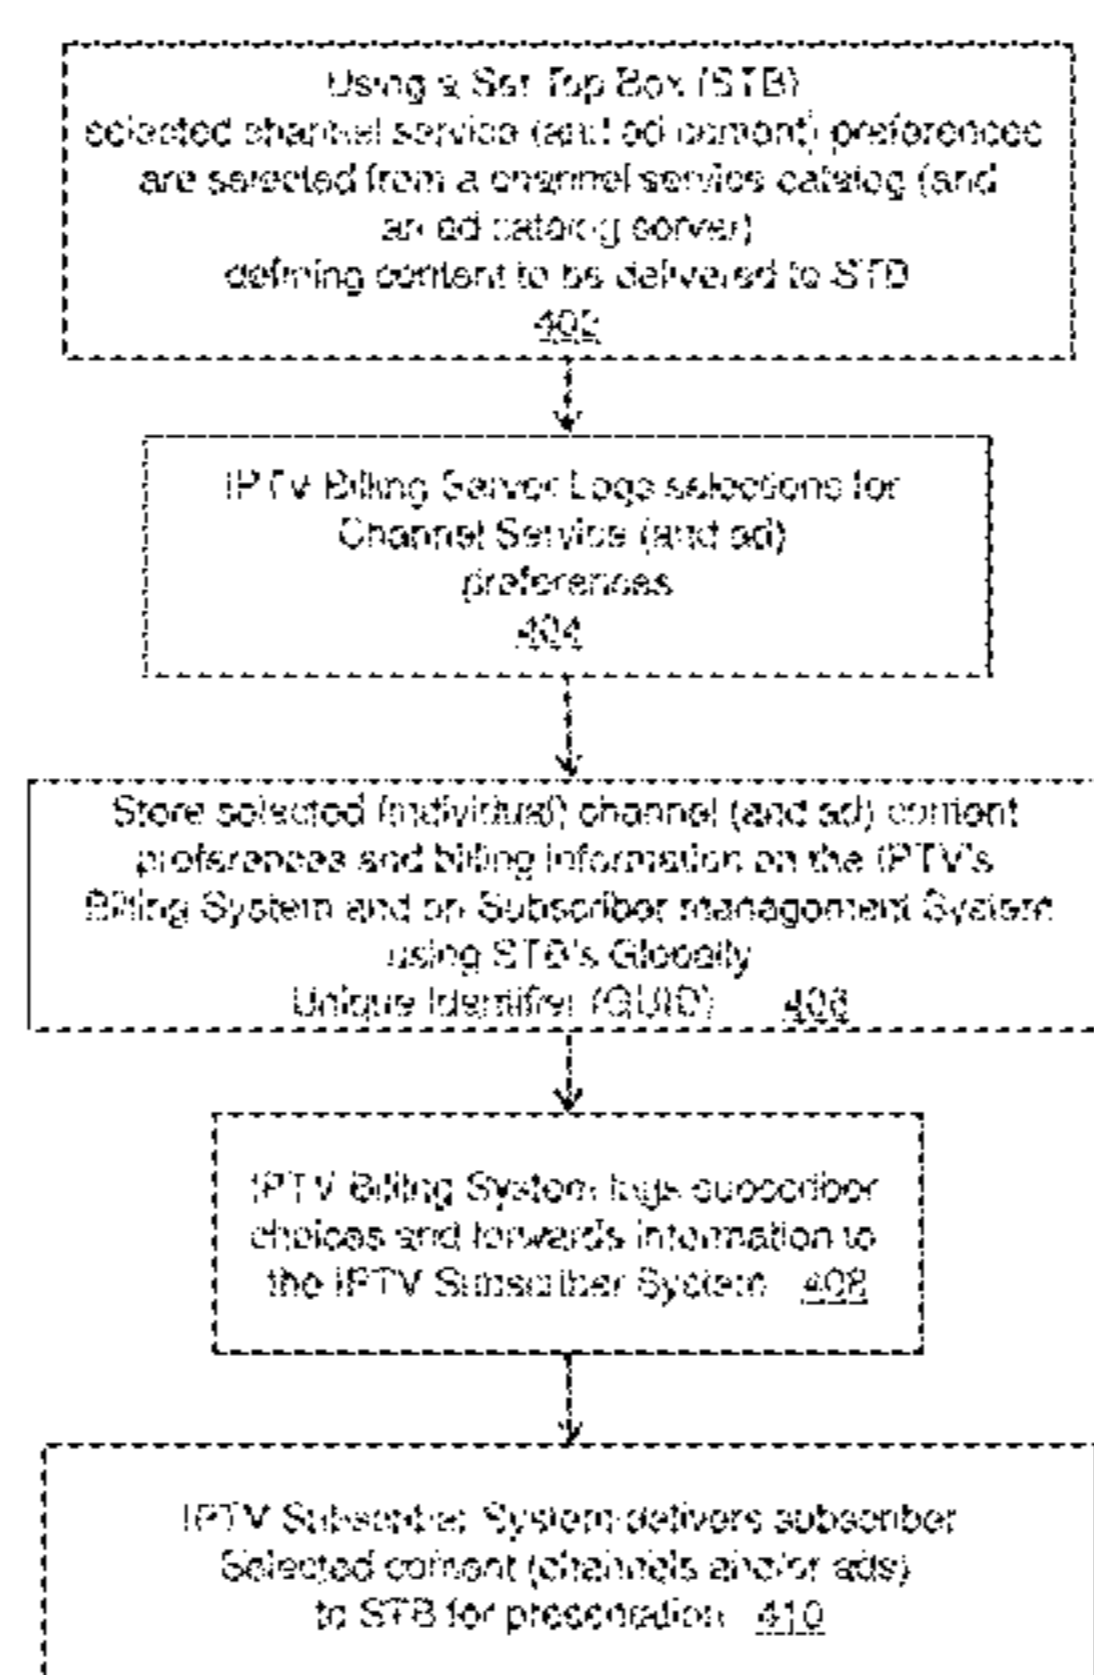 Using a Set Top Box (STB)
selected channel service (and ad content) preferences
are selected from a channel service catalog (and
an ad catalog server)
defining content to be delivered to STB
402
IPTV Billing Server Logs selections for
Channel Service (and ad)
preferences
404
Store selected (individual) channel (and ad) content
preferences and billing information on the IPTV's
Billing System and on Subscriber management System
using STB's Globally
Unique Identifier (GUID) 406
IPTV Billing System logs subscriber
choices and forwards information to
the IPTV Subscriber System 408
IPTV Subscriber System delivers subscriber
Selected content (channels and/or ads)
to STB for presentation 410